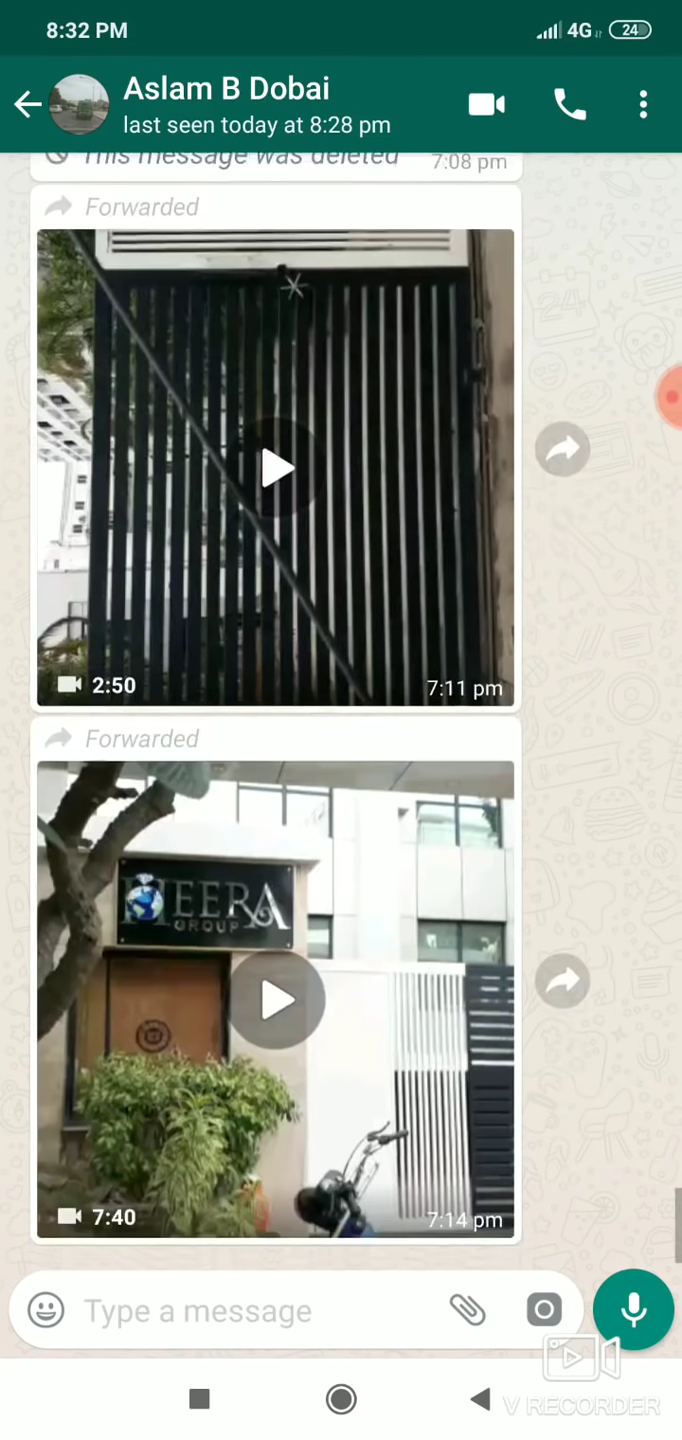 8:32 PM
4G 24
Aslam B Dobai
last seen today at 8:28 pm
This message was deleted 7:08 pm
Forwarded
2:50
7:11 pm
Forwarded
HEERA
GROUP
7:40
7:14 pm
Type a message
V RECORDER
24